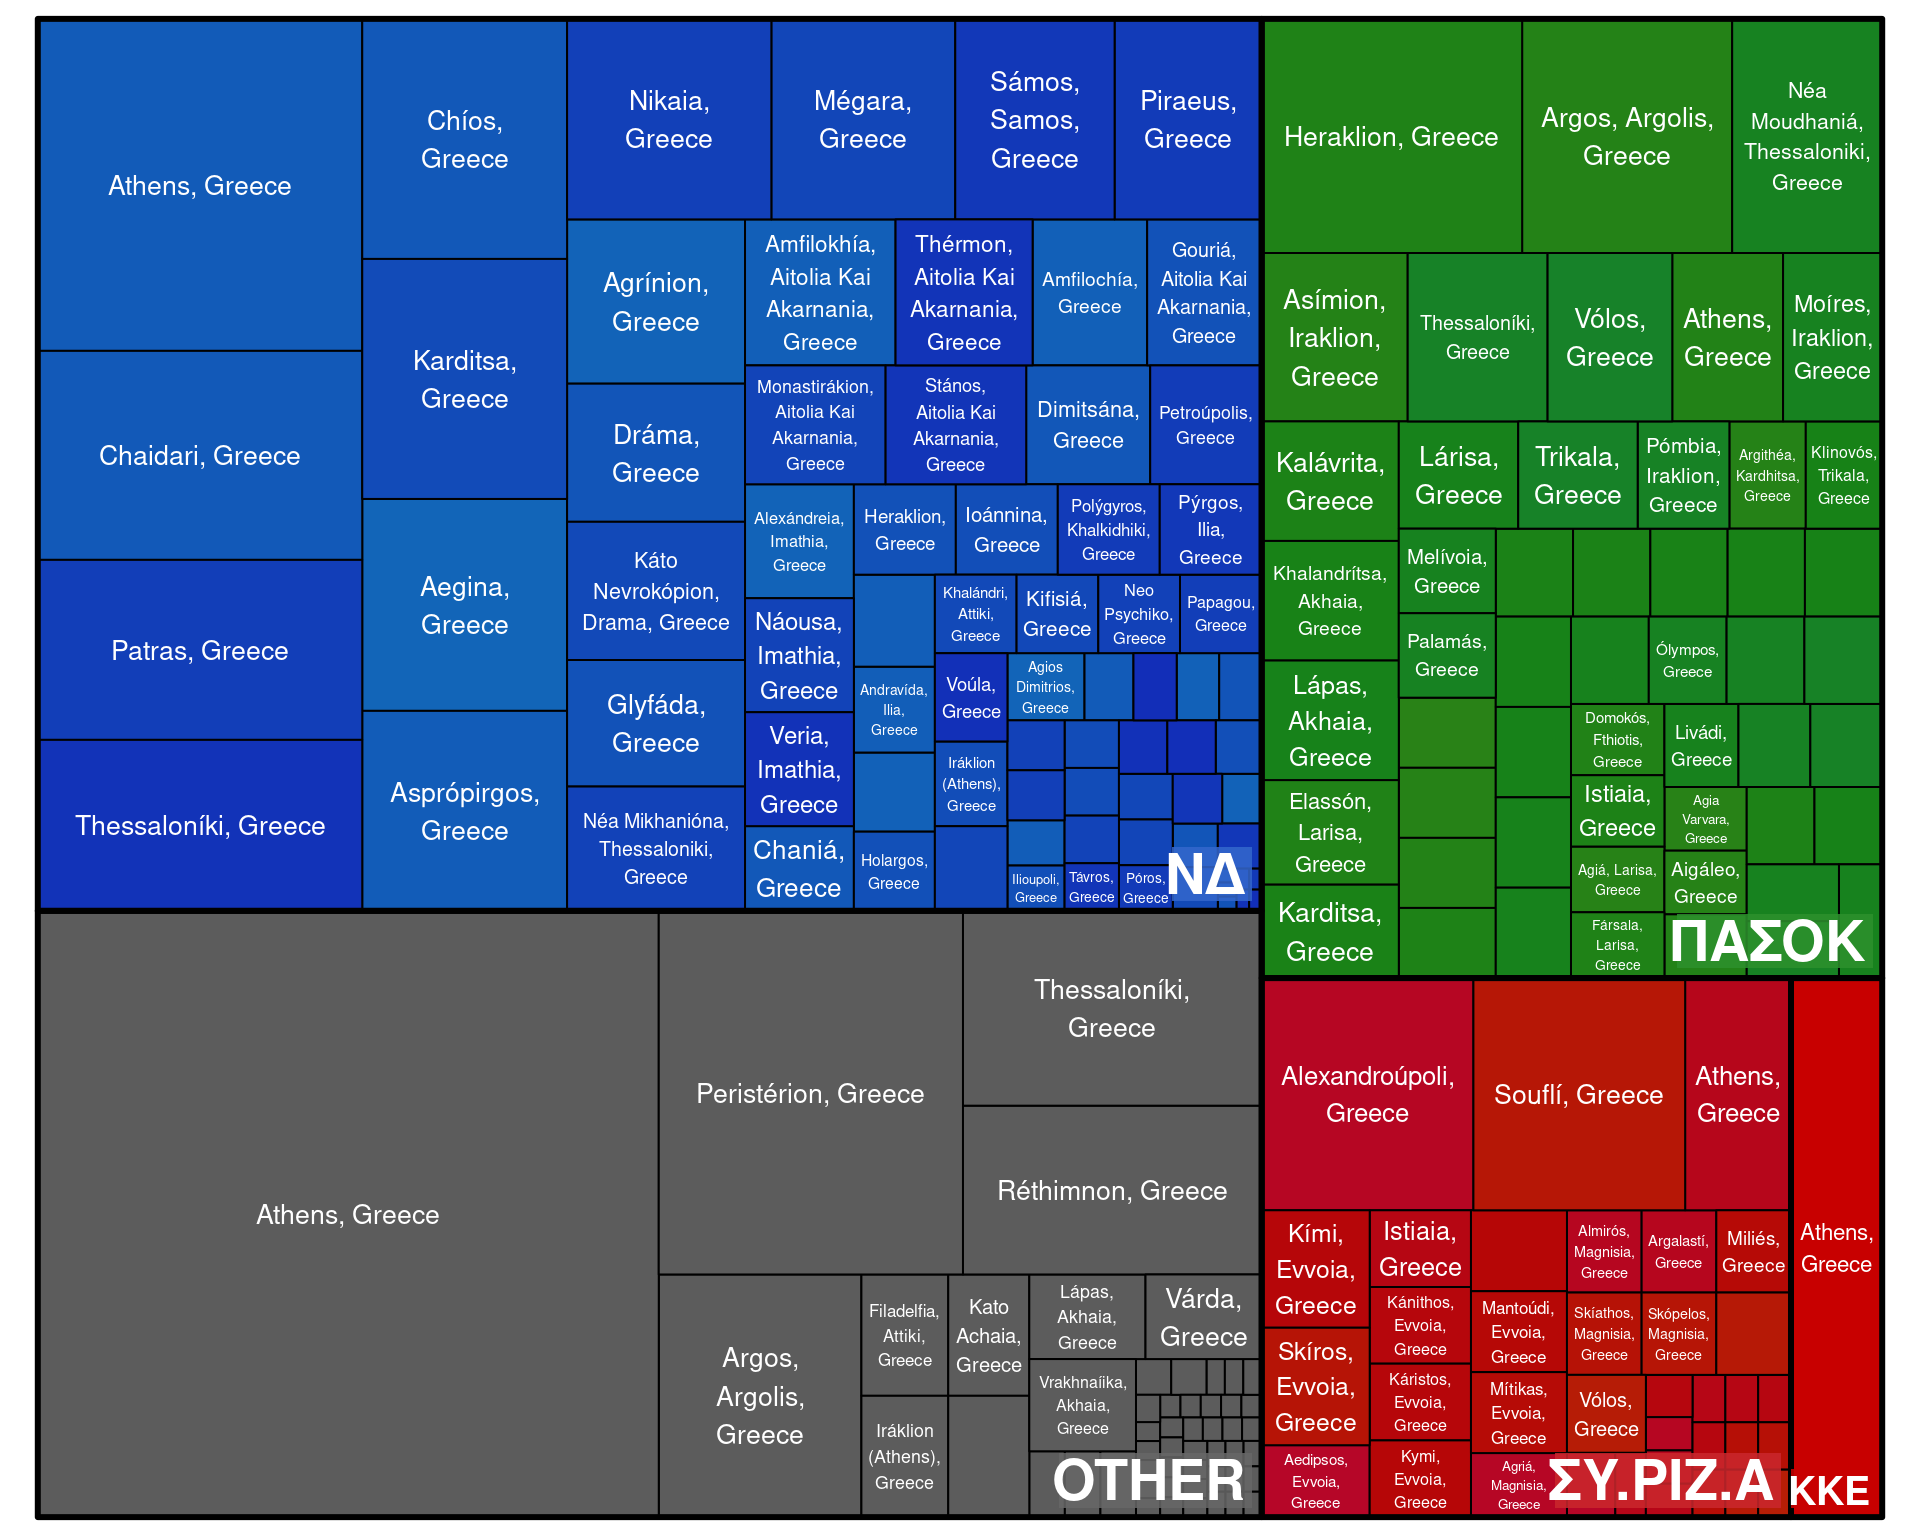 Athens, Greece
Chaidari, Greece
Patras, Greece
Thessaloníki, Greece
Chíos,
Greece
Karditsa,
Greece
Aegina,
Greece
Asprópirgos,
Greece
Nikaia,
Greece
Mégara,
Greece
Sámos,
Samos,
Greece
Piraeus,
Greece
Agrínion,
Greece
Dráma,
Greece
Káto
Nevrokópion,
Drama, Greece
Glyfáda,
Greece
Néa Mikhanióna,
Thessaloniki,
Greece
Amfilokhía,
Aitolia Kai
Akarnania,
Greece
Thérmon,
Aitolia Kai
Akarnania,
Greece
Amfilochía,
Greece
Gouriá,
Aitolia Kai
Akarnania,
Greece
Monastirákion,
Aitolia Kai
Akarnania,
Greece
Stános,
Aitolia Kai
Akarnania,
Greece
Dimitsána,
Greece
Petroúpolis,
Greece
Alexándreia,
Imathia,
Greece
Náousa,
Imathia,
Greece
Veria,
Imathia,
Greece
Chaniá,
Greece
Heraklion,
Greece
Ioánnina,
Greece
Polýgyros,
Khalkidhiki,
Greece
Pýrgos,
Ilia,
Greece
Andravída,
Ilia,
Greece
Holargos,
Greece
Khalándri,
Attiki,
Greece
Kifisiá,
Greece
Neo
Psychiko,
Greece
Papagou,
Greece
Voúla,
Greece
Iráklion
(Athens),
Greece
Agios
Dimitrios,
Greece
Ilioupoli,
Greece
Távros,
Greece
Póros,
Greece
ΝΔ
Heraklion, Greece
Argos, Argolis,
Greece
Néa
Moudhaniá,
Thessaloniki,
Greece
Asímion,
Iraklion,
Greece
Thessaloníki,
Greece
Vólos,
Greece
Athens,
Greece
Moíres,
Iraklion,
Greece
Kalávrita,
Greece
Khalandrítsa,
Akhaia,
Greece
Lápas,
Akhaia,
Greece
Elassón,
Larisa,
Greece
Karditsa,
Greece
Lárisa,
Greece
Trikala,
Greece
Pómbia,
Iraklion,
Greece
Argithéa,
Kardhitsa,
Greece
Klinovós,
Trikala,
Greece
Melívoia,
Greece
Palamás,
Greece
Ólympos,
Greece
Domokós,
Fthiotis,
Greece
Livádi,
Greece
Istiaia,
Greece
Agia
Varvara,
Greece
Agiá, Larisa,
Greece
Aigáleo,
Greece
Fársala,
Larisa,
Greece
ΠΑΣΟΚ
Athens, Greece
Peristérion, Greece
Thessaloníki,
Greece
Réthimnon, Greece
Argos,
Argolis,
Greece
Filadelfia,
Attiki,
Greece
Kato
Achaia,
Greece
Iráklion
(Athens),
Greece
Lápas,
Akhaia,
Greece
Várda,
Greece
Vrakhnaíika,
Akhaia,
Greece
OTHER
Alexandroúpoli,
Greece
Souflí, Greece
Athens,
Greece
Kími,
Evvoia,
Greece
Skíros,
Evvoia,
Greece
Aedipsos,
Evvoia,
Greece
Istiaia,
Greece
Kánithos,
Evvoia,
Greece
Káristos,
Evvoia,
Greece
Kymi,
Evvoia,
Greece
Mantoúdi,
Evvoia,
Greece
Mítikas,
Evvoia,
Greece
Agriá,
Magnisia,
Greece
Almirós,
Magnisia,
Greece
Argalastí,
Greece
Miliés,
Greece
Skíathos,
Magnisia,
Greece
Skópelos,
Magnisia,
Greece
Vólos,
Greece
ΣΥ.ΡΙΖ.Α
Athens,
Greece
ΚΚΕ